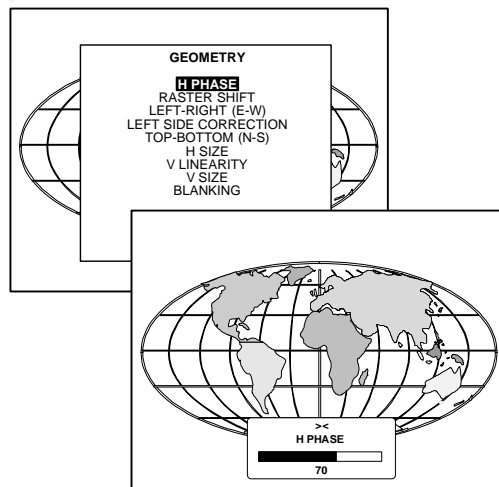 GEOMETRY
H PHASE
RASTER SHIFT
LEFT-RIGHT (E-W)
LEFT SIDE CORRECTION
TOP-BOTTOM (N-S)
H SIZE
V LINEARITY
V SIZE
BLANKING
><
H PHASE
70